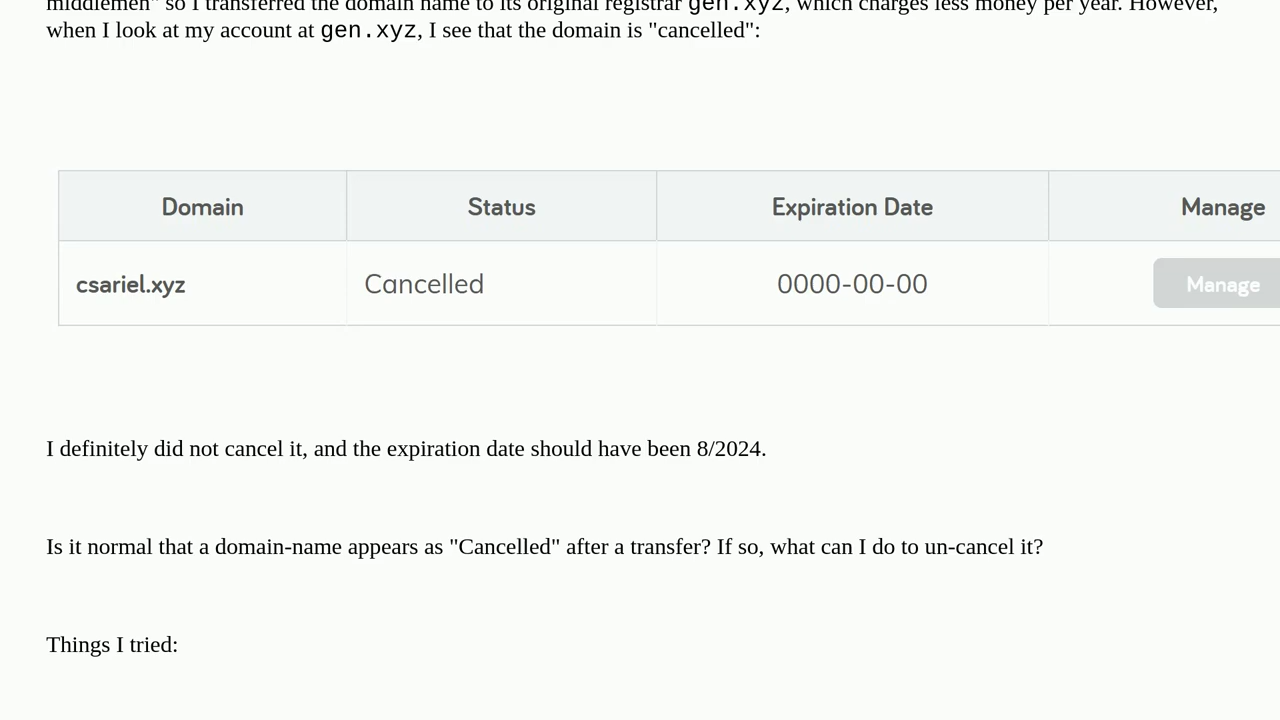 middlemen" so I transferred the domain name to its original registrar gen.xyz, which charges less money per year. However,
when I look at my account at gen.xyz, I see that the domain is "cancelled":
Domain Status Expiration Date Manage
csariel.xyz Cancelled 0000-00-00 Manage
I definitely did not cancel it, and the expiration date should have been 8/2024.
Is it normal that a domain-name appears as "Cancelled" after a transfer? If so, what can I do to un-cancel it?
Things I tried: